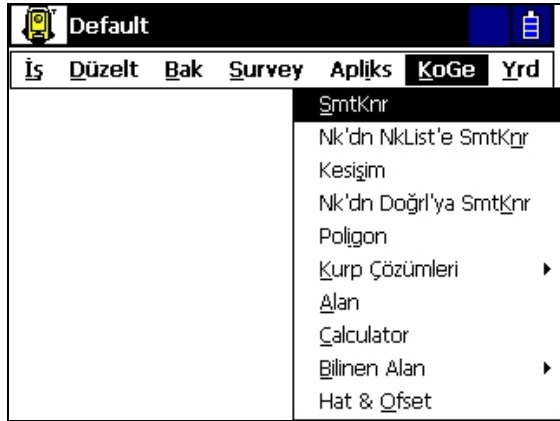 Default
İş Düzelt Bak Survey Apliks KoGe Yrd
SmtKnr
Nk'dn NkList'e SmtKnr
Kesişim
Nk'dn Doğrl'ya SmtKnr
Poligon
Kurp Çözümleri
Alan
Calculator
Bilinen Alan
Hat & Ofset